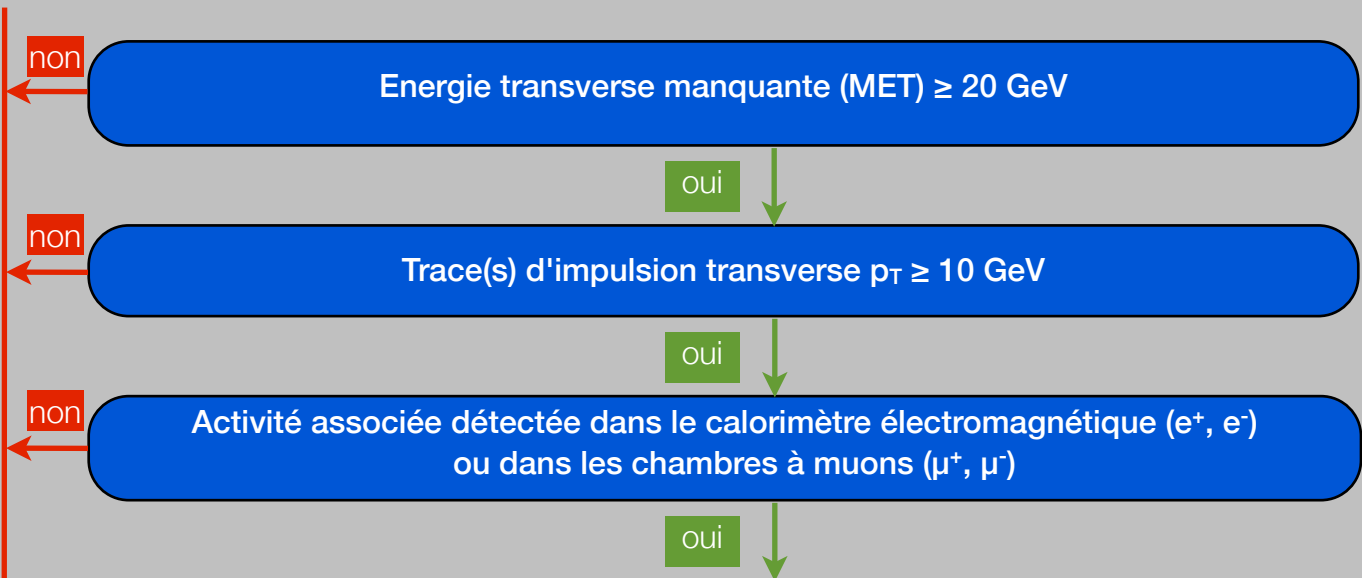 non
Energie transverse manquante (MET) ≥ 20 GeV
oui
non
Trace(s) d'impulsion transverse p_T ≥ 10 GeV
oui
non
Activité associée détectée dans le calorimètre électromagnétique (e⁺, e⁻)
ou dans les chambres à muons (µ⁺, µ⁻)
oui